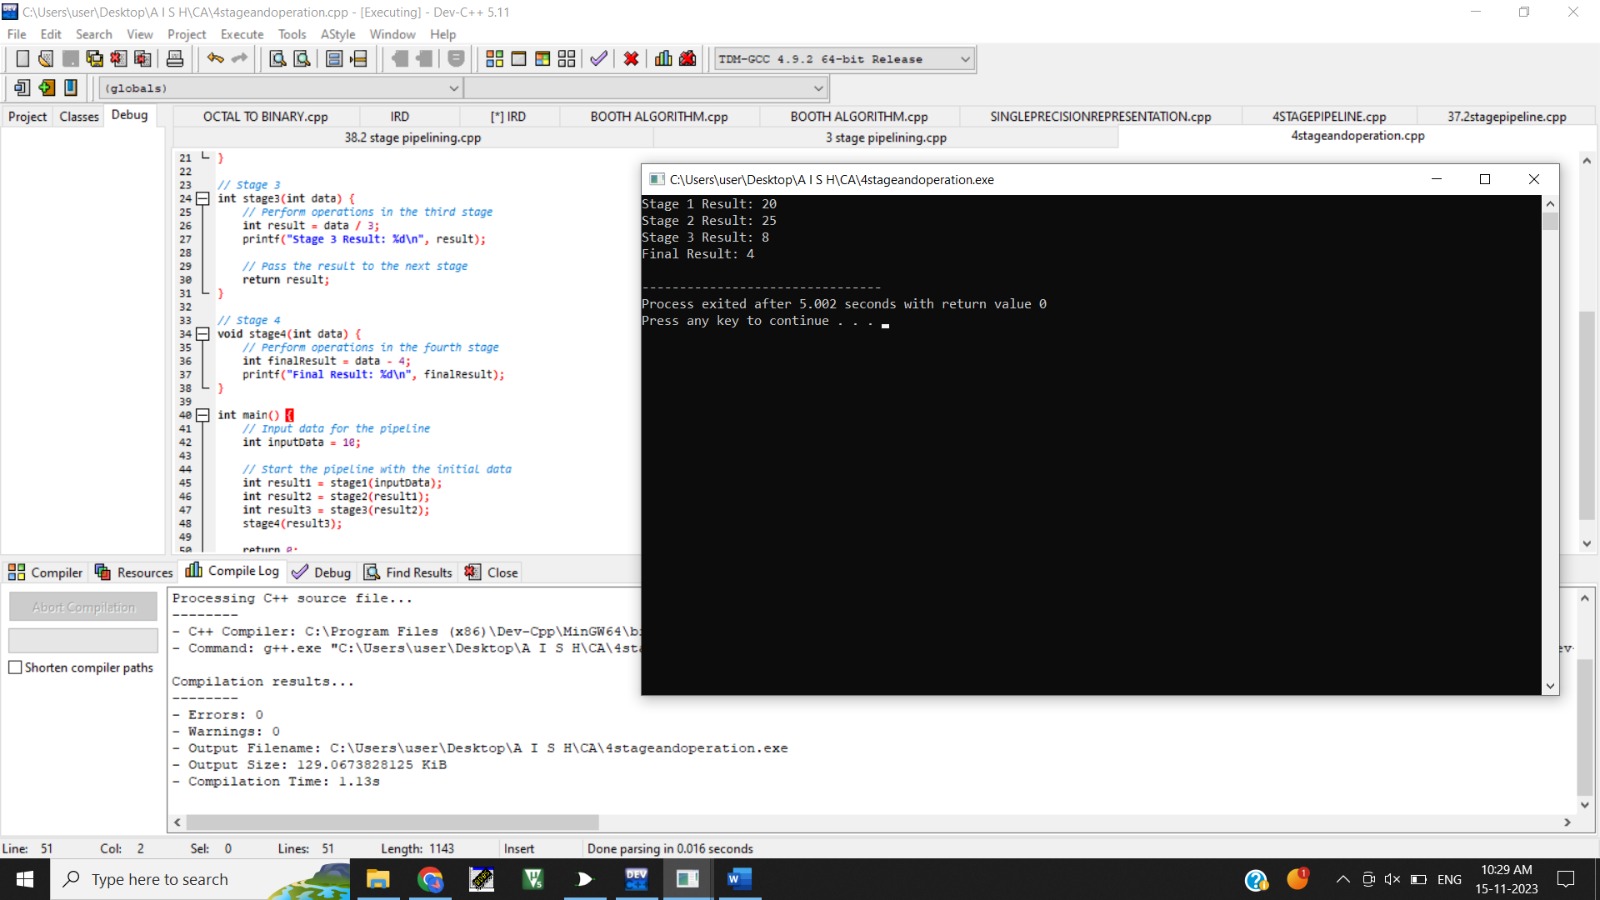 C:\Users\user\Desktop\A I S H\CA\4stageandoperation.cpp - [Executing] - Dev-C++ 5.11
File Edit Search View Project Execute Tools AStyle Window Help
TDM-GCC 4.9.2 64-bit Release
(globals)
Project Classes Debug
OCTAL TO BINARY.cpp IRD [*] IRD BOOTH ALGORITHM.cpp BOOTH ALGORITHM.cpp SINGLEPRECISIONREPRESENTATION.cpp 4STAGEPIPELINE.cpp 37.2stagepipeline.cpp
38.2 stage pipelining.cpp 3 stage pipelining.cpp 4stageandoperation.cpp
21 }
22
23 // Stage 3
24 int stage3(int data) {
25 // Perform operations in the third stage
26 int result = data / 3;
27 printf("Stage 3 Result: %d\n", result);
28
29 // Pass the result to the next stage
30 return result;
31 }
32
33 // Stage 4
34 void stage4(int data) {
35 // Perform operations in the fourth stage
36 int finalResult = data - 4;
37 printf("Final Result: %d\n", finalResult);
38 }
39
40 int main() {
41 // Input data for the pipeline
42 int inputData = 10;
43
44 // Start the pipeline with the initial data
45 int result1 = stage1(inputData);
46 int result2 = stage2(result1);
47 int result3 = stage3(result2);
48 stage4(result3);
49
50 return 0;
C:\Users\user\Desktop\A I S H\CA\4stageandoperation.exe
Stage 1 Result: 20
Stage 2 Result: 25
Stage 3 Result: 8
Final Result: 4
--------------------------------
Process exited after 5.002 seconds with return value 0
Press any key to continue . . .
Compiler Resources Compile Log Debug Find Results Close
Abort Compilation
Shorten compiler paths
Processing C++ source file...
--------
- C++ Compiler: C:\Program Files (x86)\Dev-Cpp\MinGW64\b
- Command: g++.exe "C:\Users\user\Desktop\A I S H\CA\4st
Compilation results...
--------
- Errors: 0
- Warnings: 0
- Output Filename: C:\Users\user\Desktop\A I S H\CA\4stageandoperation.exe
- Output Size: 129.0673828125 KiB
- Compilation Time: 1.13s
Line: 51 Col: 2 Sel: 0 Lines: 51 Length: 1143 Insert Done parsing in 0.016 seconds
Type here to search
DEV
ENG
10:29 AM
15-11-2023